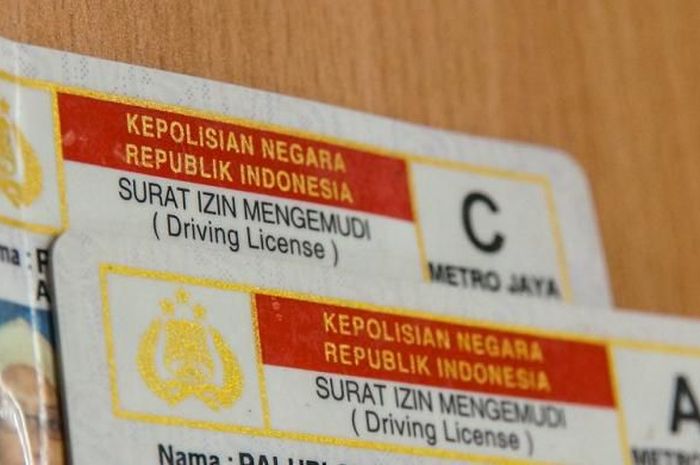 KEPOLISIAN NEGARA
REPUBLIK INDONESIA
SURAT IZIN MENGEMUDI
( Driving License )
C
METRO JAYA
KEPOLISIAN NEGARA
REPUBLIK INDONESIA
SURAT IZIN MENGEMUDI
( Driving License )
A
Nama :